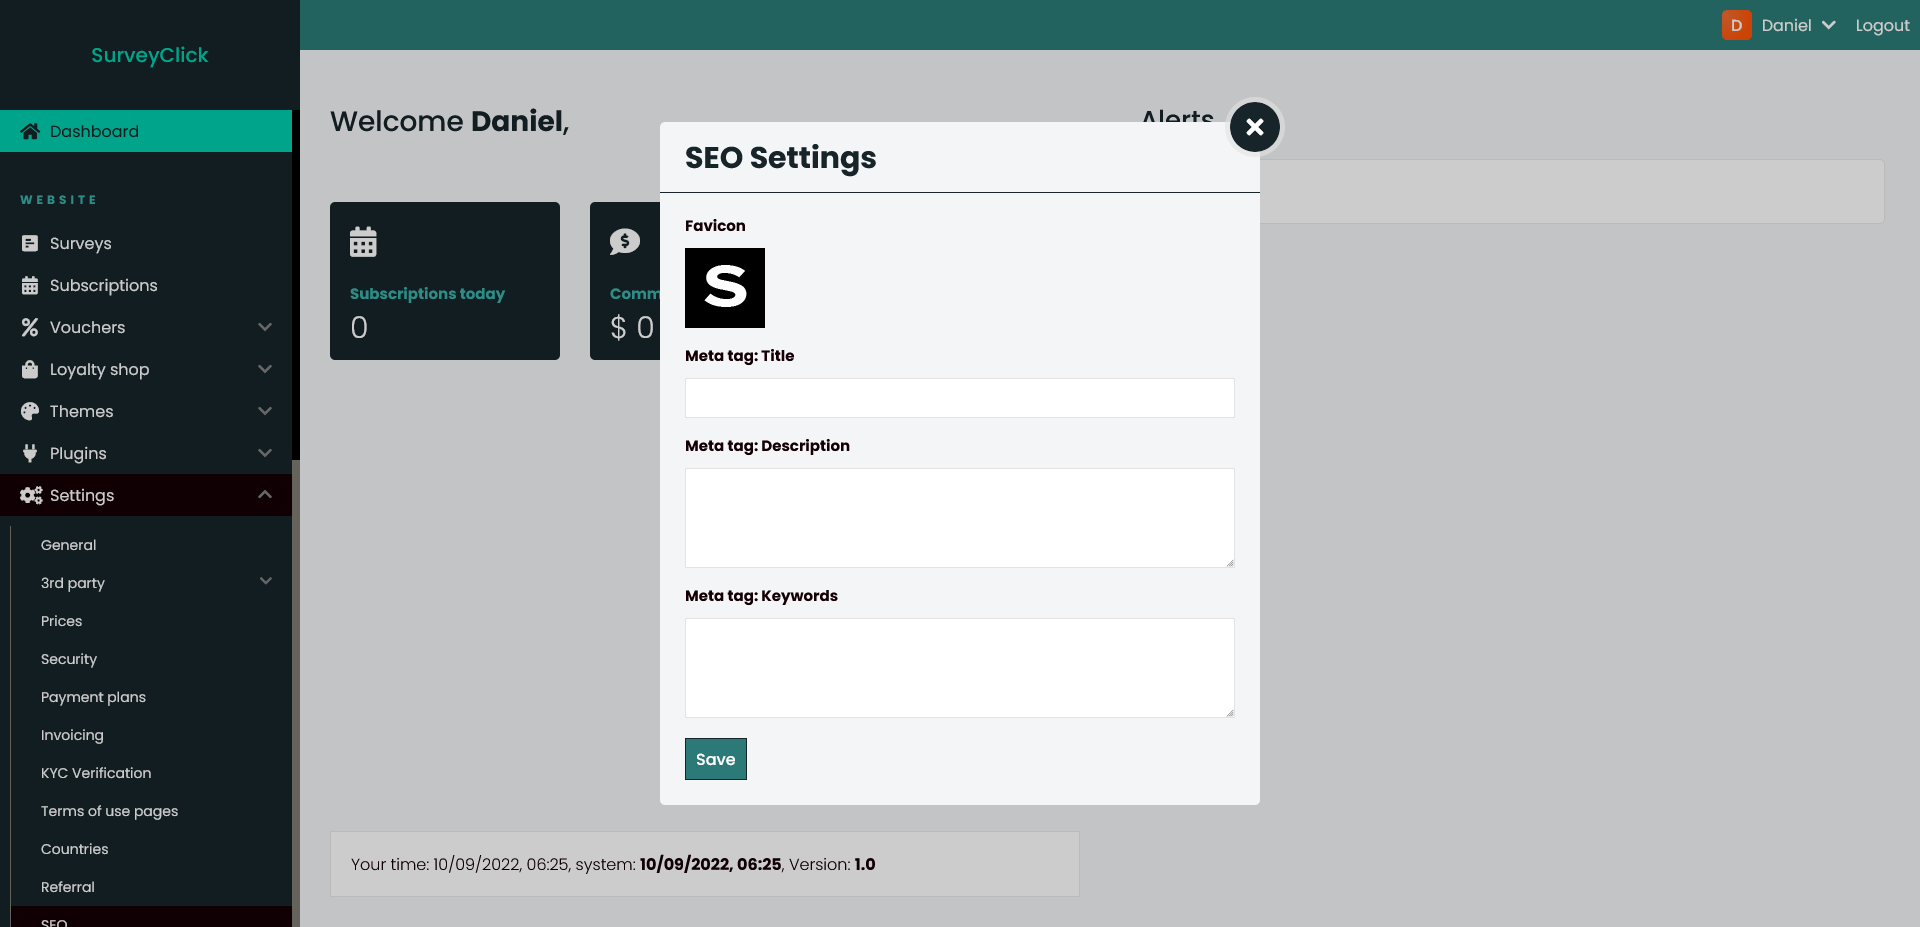 D Daniel Logout
SurveyClick
Dashboard
WEBSITE
Surveys
Subscriptions
Vouchers
Loyalty shop
Themes
Plugins
Settings
General
3rd party
Prices
Security
Payment plans
Invoicing
KYC Verification
Terms of use pages
Countries
Referral
SEO
Welcome Daniel,
Alerts
Subscriptions today
0
Comm
$ 0
SEO Settings
Favicon
S
Meta tag: Title
Meta tag: Description
Meta tag: Keywords
Save
Your time: 10/09/2022, 06:25, system: 10/09/2022, 06:25, Version: 1.0